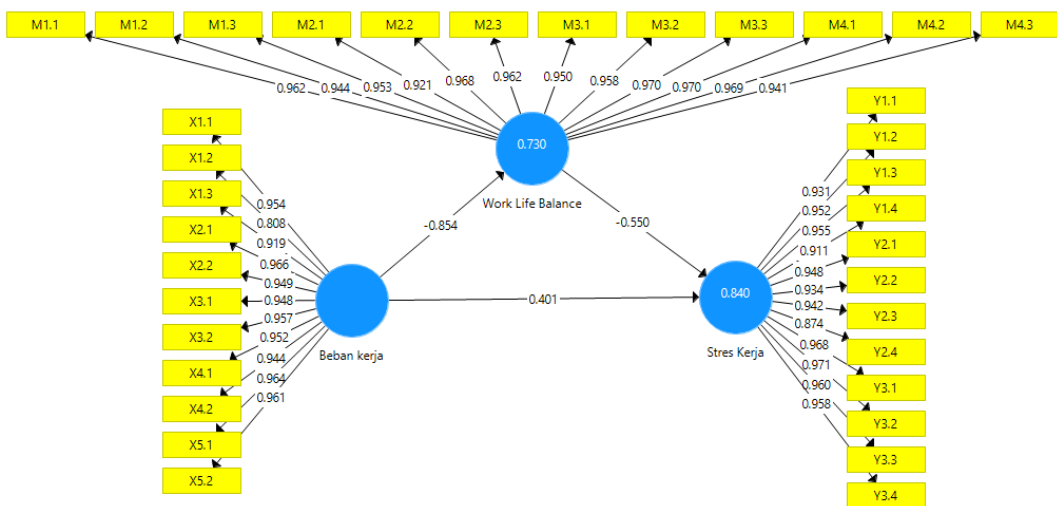 M1.1 M1.2 M1.3 M2.1 M2.2 M2.3 M3.1 M3.2 M3.3 M4.1 M4.2 M4.3
0.962 0.944 0.953 0.921 0.968 0.962 0.950 0.958 0.970 0.970 0.969 0.941
0.730
Work Life Balance
-0.854
-0.550
X1.1
X1.2
X1.3
X2.1
X2.2
X3.1
X3.2
X4.1
X4.2
X5.1
X5.2
0.954
0.808
0.919
0.966
0.949
0.948
0.957
0.952
0.944
0.964
0.961
Beban kerja
0.401
0.840
Stres Kerja
0.931
0.952
0.955
0.911
0.948
0.934
0.942
0.874
0.968
0.971
0.960
0.958
Y1.1
Y1.2
Y1.3
Y1.4
Y2.1
Y2.2
Y2.3
Y2.4
Y3.1
Y3.2
Y3.3
Y3.4